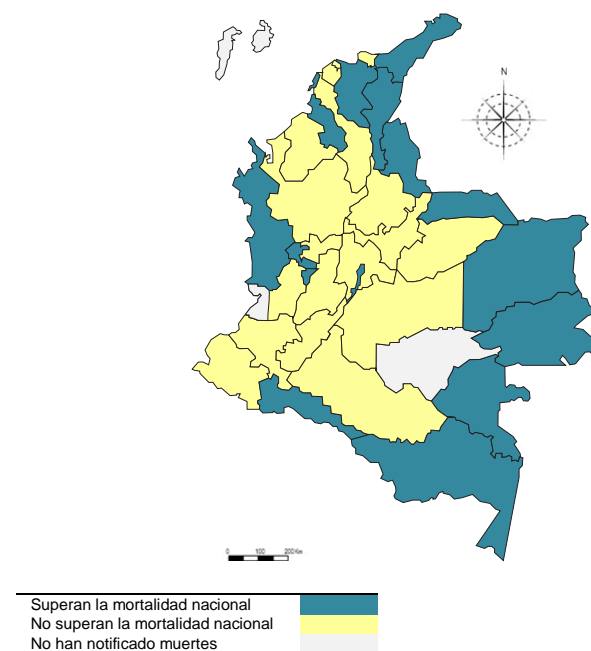 N
0 100 200 Km
Superan la mortalidad nacional
No superan la mortalidad nacional
No han notificado muertes